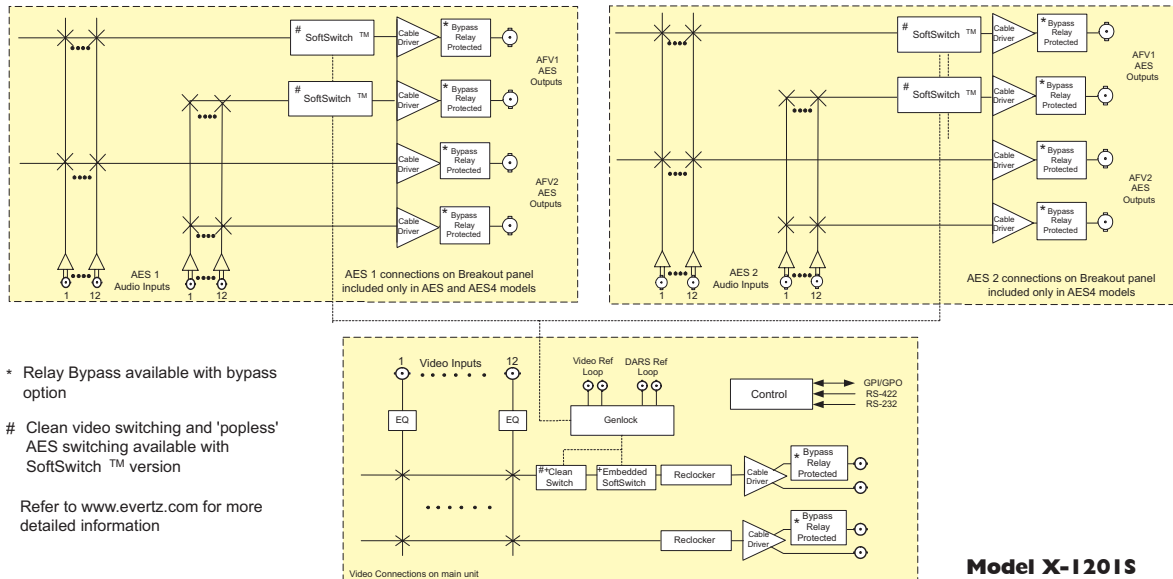 # SoftSwitch TM
Cable Driver
* Bypass Relay Protected
AFV1 AES Outputs
# SoftSwitch TM
Cable Driver
* Bypass Relay Protected
Cable Driver
* Bypass Relay Protected
AFV2 AES Outputs
Cable Driver
* Bypass Relay Protected
AES 1 Audio Inputs
1 12
1 12
AES 1 connections on Breakout panel
included only in AES and AES4 models
# SoftSwitch TM
Cable Driver
* Bypass Relay Protected
AFV1 AES Outputs
# SoftSwitch TM
Cable Driver
* Bypass Relay Protected
Cable Driver
* Bypass Relay Protected
AFV2 AES Outputs
Cable Driver
* Bypass Relay Protected
AES 2 Audio Inputs
1 12
1 12
AES 2 connections on Breakout panel
included only in AES4 models
* Relay Bypass available with bypass
option
# Clean video switching and 'popless'
AES switching available with
SoftSwitch TM version
Refer to www.evertz.com for more
detailed information
1 Video Inputs 12
EQ
EQ
Video Ref Loop
DARS Ref Loop
Genlock
Control
GPI/GPO
RS-422
RS-232
#+Clean Switch
+Embedded SoftSwitch
Reclocker
Cable Driver
* Bypass Relay Protected
Reclocker
Cable Driver
* Bypass Relay Protected
Video Connections on main unit
Model X-1201S